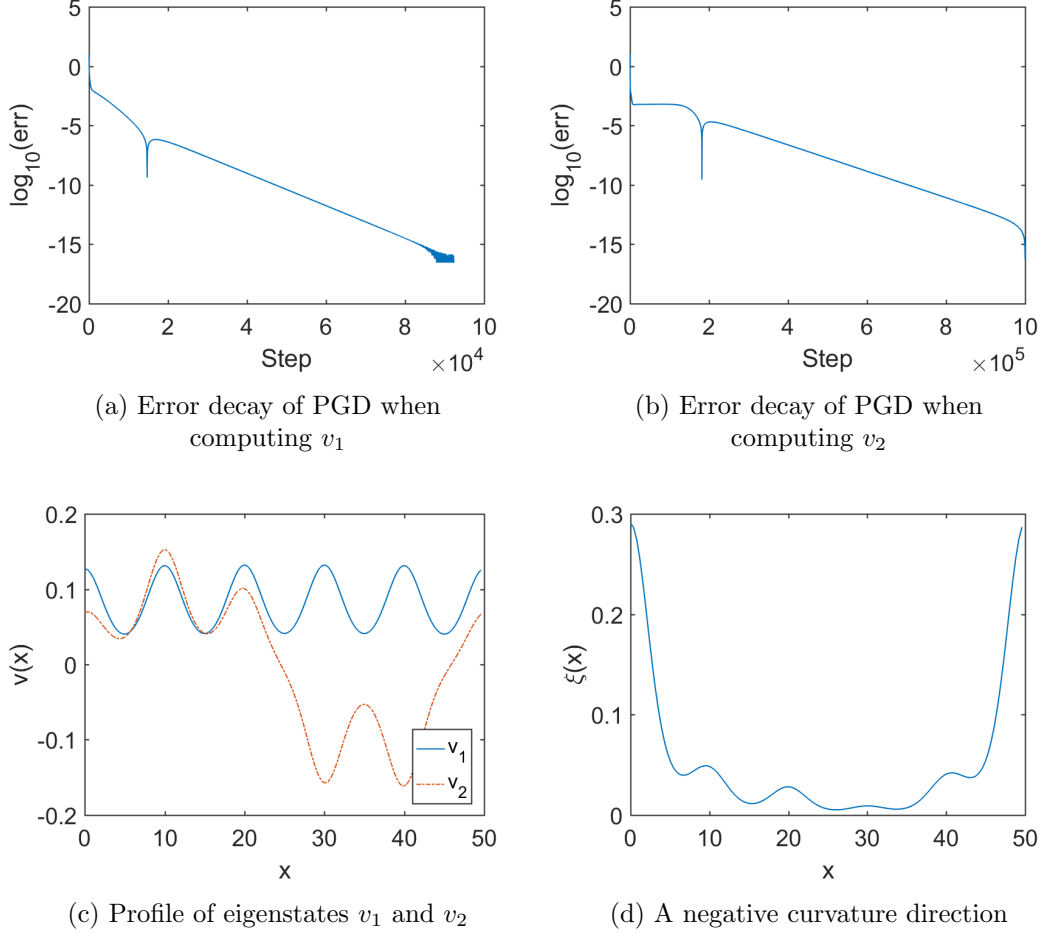 5
0
-5
-10
-15
-20
log10(err)
0 2 4 6 8 10
Step
×10^4
(a) Error decay of PGD when
computing v1
5
0
-5
-10
-15
-20
log10(err)
0 2 4 6 8 10
Step
×10^5
(b) Error decay of PGD when
computing v2
0.2
0.1
0
-0.1
-0.2
v(x)
v_1
v_2
0 10 20 30 40 50
x
(c) Profile of eigenstates v1 and v2
0.3
0.2
0.1
0
ξ(x)
0 10 20 30 40 50
x
(d) A negative curvature direction